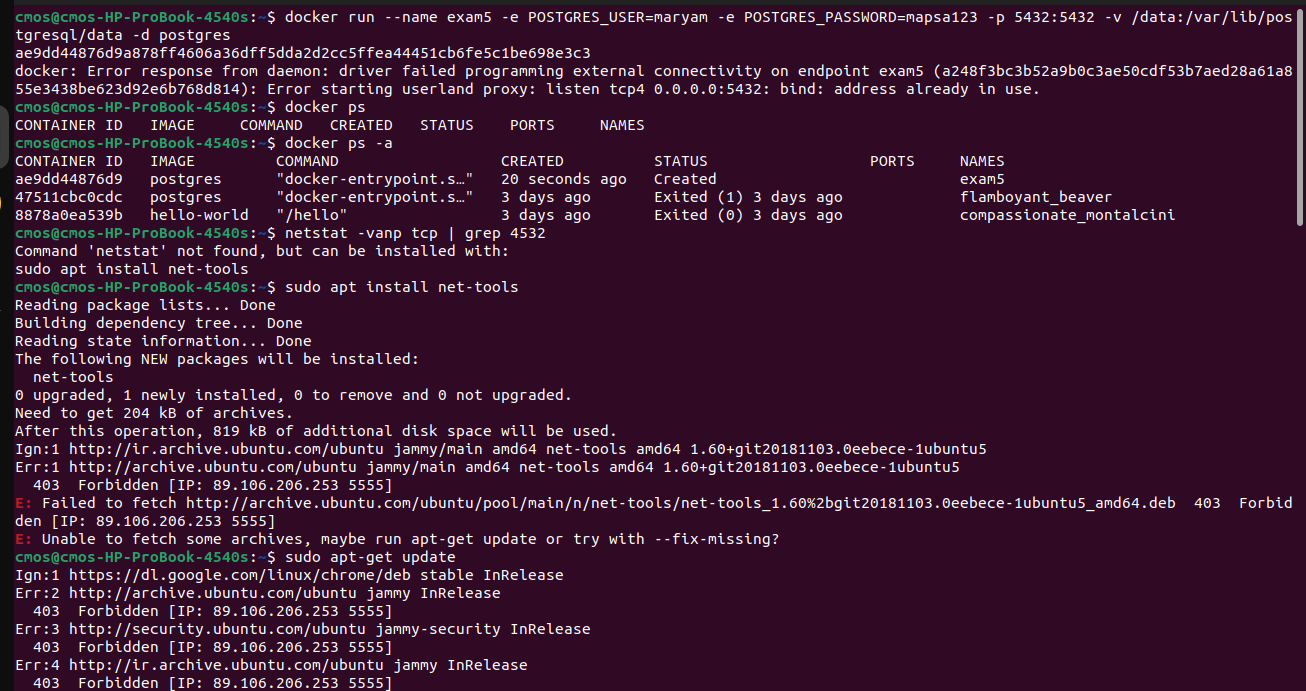 cmos@cmos-HP-ProBook-4540s:~$ docker run --name exam5 -e POSTGRES_USER=maryam -e POSTGRES_PASSWORD=mapsa123 -p 5432:5432 -v /data:/var/lib/pos
tgresql/data -d postgres
ae9dd44876d9a878ff4606a36dff5dda2d2cc5ffea44451cb6fe5c1be698e3c3
docker: Error response from daemon: driver failed programming external connectivity on endpoint exam5 (a248f3bc3b52a9b0c3ae50cdf53b7aed28a61a8
55e3438be623d92e6b768d814): Error starting userland proxy: listen tcp4 0.0.0.0:5432: bind: address already in use.
cmos@cmos-HP-ProBook-4540s:~$ docker ps
CONTAINER ID   IMAGE     COMMAND   CREATED   STATUS    PORTS     NAMES
cmos@cmos-HP-ProBook-4540s:~$ docker ps -a
CONTAINER ID   IMAGE         COMMAND                  CREATED          STATUS                  PORTS     NAMES
ae9dd44876d9   postgres      "docker-entrypoint.s…"   20 seconds ago   Created                           exam5
47511cbc0cdc   postgres      "docker-entrypoint.s…"   3 days ago       Exited (1) 3 days ago             flamboyant_beaver
8878a0ea539b   hello-world   "/hello"                 3 days ago       Exited (0) 3 days ago             compassionate_montalcini
cmos@cmos-HP-ProBook-4540s:~$ netstat -vanp tcp | grep 4532
Command 'netstat' not found, but can be installed with:
sudo apt install net-tools
cmos@cmos-HP-ProBook-4540s:~$ sudo apt install net-tools
Reading package lists... Done
Building dependency tree... Done
Reading state information... Done
The following NEW packages will be installed:
  net-tools
0 upgraded, 1 newly installed, 0 to remove and 0 not upgraded.
Need to get 204 kB of archives.
After this operation, 819 kB of additional disk space will be used.
Ign:1 http://ir.archive.ubuntu.com/ubuntu jammy/main amd64 net-tools amd64 1.60+git20181103.0eebece-1ubuntu5
Err:1 http://archive.ubuntu.com/ubuntu jammy/main amd64 net-tools amd64 1.60+git20181103.0eebece-1ubuntu5
  403  Forbidden [IP: 89.106.206.253 5555]
E: Failed to fetch http://archive.ubuntu.com/ubuntu/pool/main/n/net-tools/net-tools_1.60%2bgit20181103.0eebece-1ubuntu5_amd64.deb  403  Forbid
den [IP: 89.106.206.253 5555]
E: Unable to fetch some archives, maybe run apt-get update or try with --fix-missing?
cmos@cmos-HP-ProBook-4540s:~$ sudo apt-get update
Ign:1 https://dl.google.com/linux/chrome/deb stable InRelease
Err:2 http://archive.ubuntu.com/ubuntu jammy InRelease
  403  Forbidden [IP: 89.106.206.253 5555]
Err:3 http://security.ubuntu.com/ubuntu jammy-security InRelease
  403  Forbidden [IP: 89.106.206.253 5555]
Err:4 http://ir.archive.ubuntu.com/ubuntu jammy InRelease
  403  Forbidden [IP: 89.106.206.253 5555]